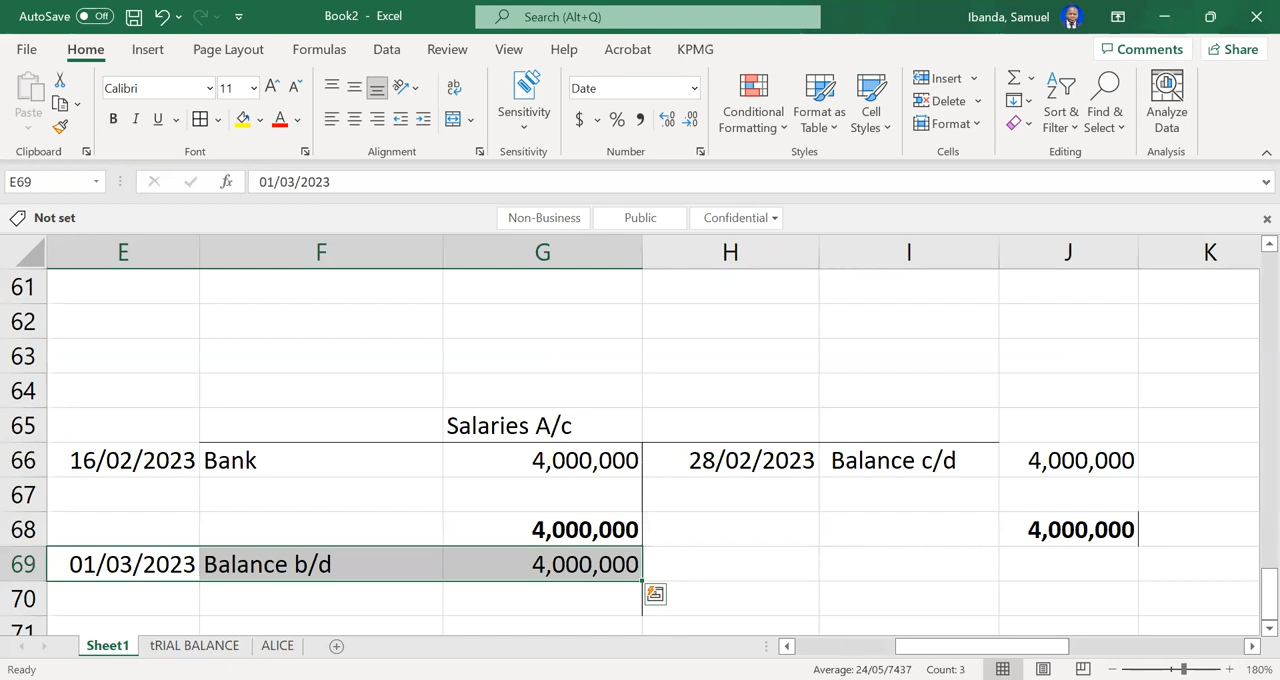 AutoSave Off Book2 - Excel Search (Alt+Q) Ibanda, Samuel
File Home Insert Page Layout Formulas Data Review View Help Acrobat KPMG Comments Share
Paste Calibri 11 Sensitivity Date Conditional Formatting Format as Table Cell Styles Insert Delete Format Sort & Filter Find & Select Analyze Data
Clipboard Font Alignment Sensitivity Number Styles Cells Editing Analysis
E69 fx 01/03/2023
Not set Non-Business Public Confidential
E F G H I J K
61
62
63
64
65 Salaries A/c
66 16/02/2023 Bank 4,000,000 28/02/2023 Balance c/d 4,000,000
67
68 4,000,000 4,000,000
69 01/03/2023 Balance b/d 4,000,000
70
71
Sheet1 tRIAL BALANCE ALICE
Ready Average: 24/05/7437 Count: 3 180%